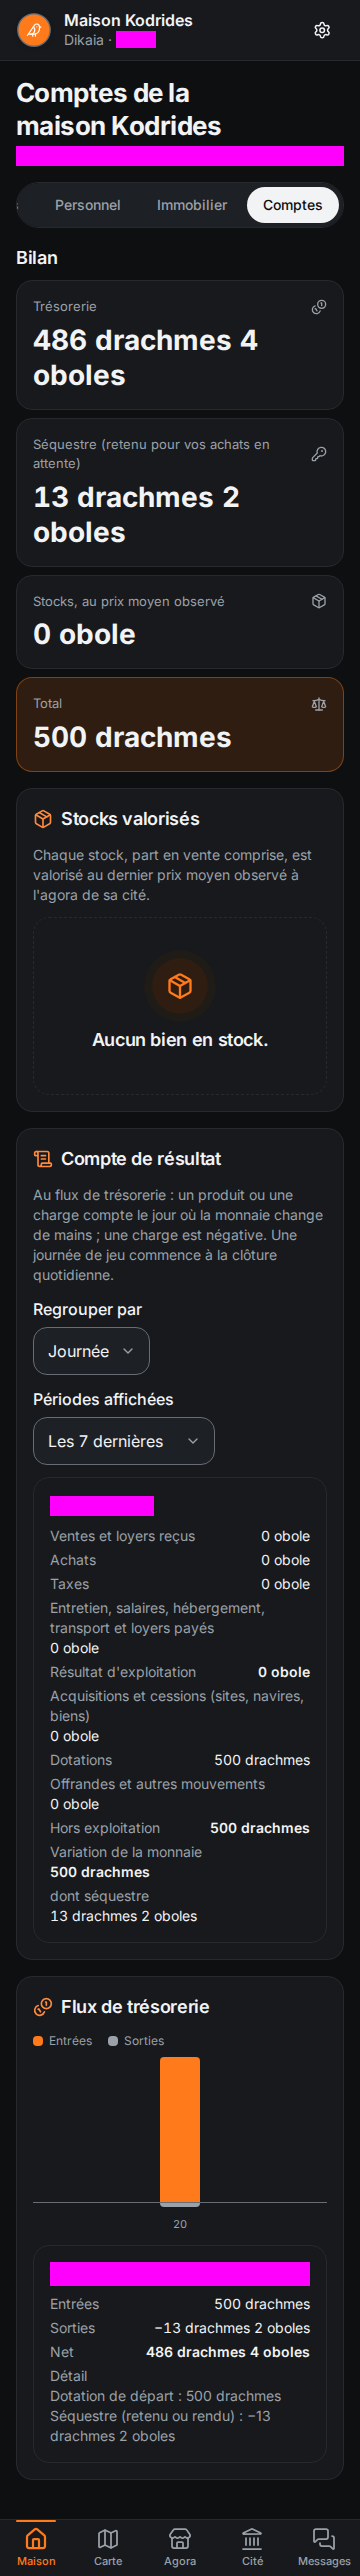 Maison Kodrides
Dikaia ·
Comptes de la
maison Kodrides
Personnel
Immobilier
Comptes
Bilan
Trésorerie
486 drachmes 4
oboles
Séquestre (retenu pour vos achats en
attente)
13 drachmes 2
oboles
Stocks, au prix moyen observé
0 obole
Total
500 drachmes
Stocks valorisés
Chaque stock, part en vente comprise, est
valorisé au dernier prix moyen observé à
l'agora de sa cité.
Aucun bien en stock.
Compte de résultat
Au flux de trésorerie : un produit ou une
charge compte le jour où la monnaie change
de mains ; une charge est négative. Une
journée de jeu commence à la clôture
quotidienne.
Regrouper par
Journée
Périodes affichées
Les 7 dernières
Ventes et loyers reçus 0 obole
Achats 0 obole
Taxes 0 obole
Entretien, salaires, hébergement,
transport et loyers payés
0 obole
Résultat d'exploitation 0 obole
Acquisitions et cessions (sites, navires,
biens)
0 obole
Dotations 500 drachmes
Offrandes et autres mouvements
0 obole
Hors exploitation 500 drachmes
Variation de la monnaie
500 drachmes
dont séquestre
13 drachmes 2 oboles
Flux de trésorerie
Entrées Sorties
20
Entrées 500 drachmes
Sorties −13 drachmes 2 oboles
Net 486 drachmes 4 oboles
Détail
Dotation de départ : 500 drachmes
Séquestre (retenu ou rendu) : −13
drachmes 2 oboles
Maison Carte Agora Cité Messages